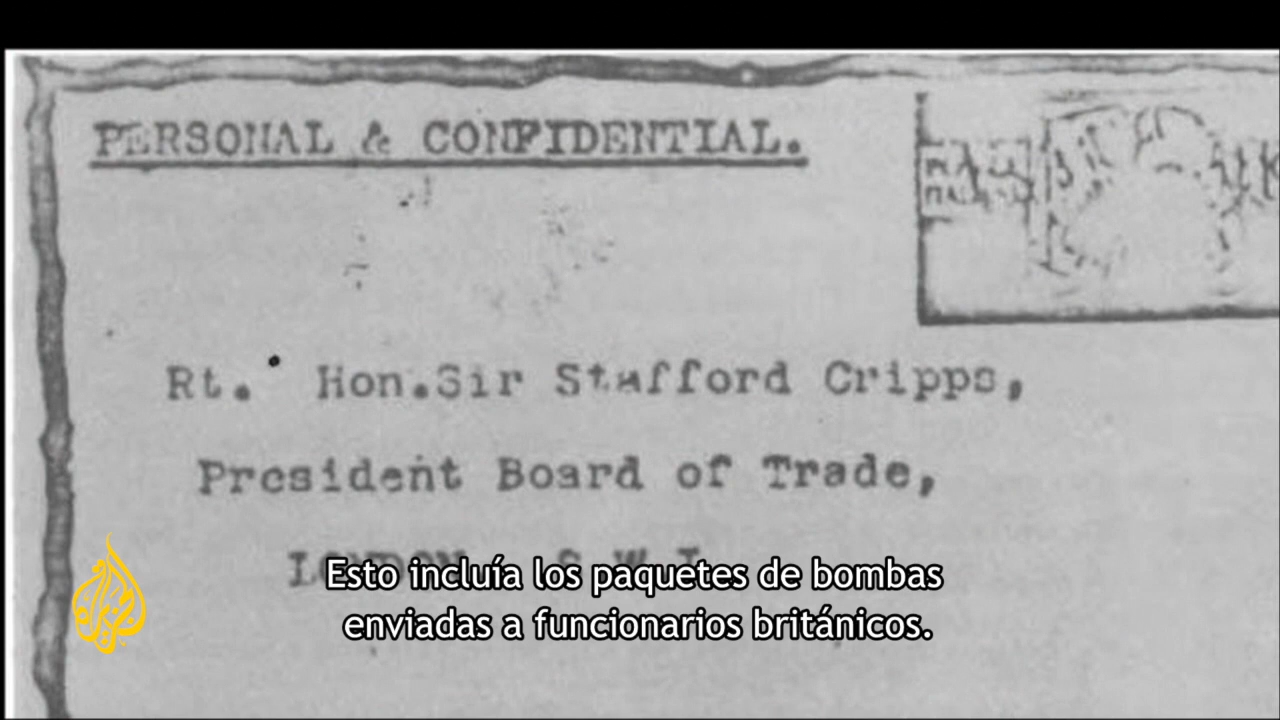 PERSONAL & CONFIDENTIAL.
Rt. Hon.Sir Stafford Cripps,
President Board of Trade,
LONDON S.W.I.
Esto incluía los paquetes de bombas
enviadas a funcionarios británicos.